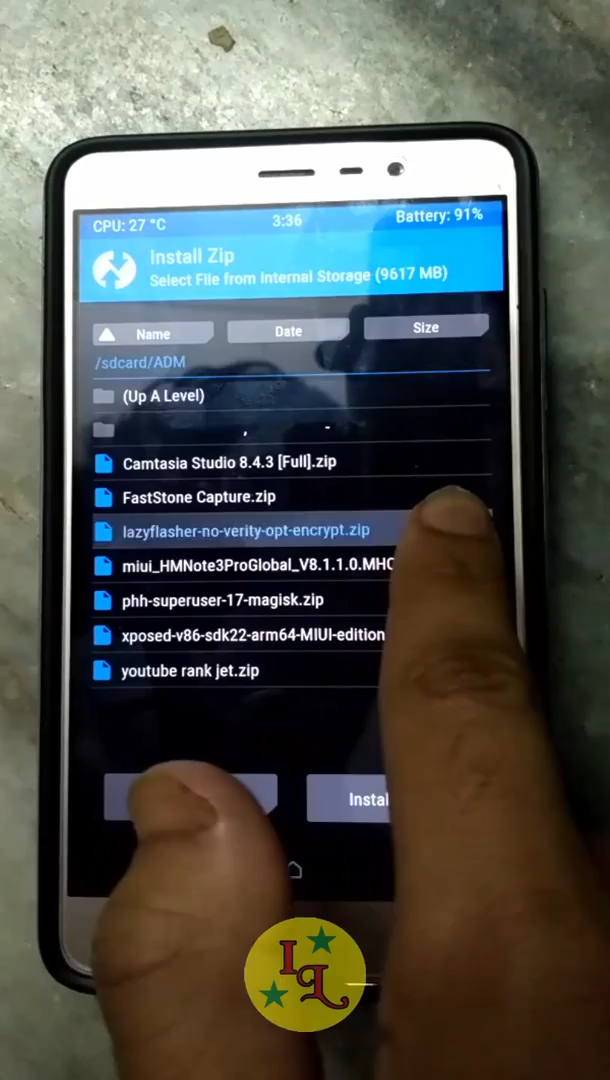 CPU: 27 °C 3:36 Battery: 91%
Install Zip
Select File from Internal Storage (9617 MB)
Name Date Size
/sdcard/ADM
(Up A Level)
, -
Camtasia Studio 8.4.3 [Full].zip
FastStone Capture.zip
lazyflasher-no-verity-opt-encrypt.zip
miui_HMNote3ProGlobal_V8.1.1.0.MHC
phh-superuser-17-magisk.zip
xposed-v86-sdk22-arm64-MIUI-edition
youtube rank jet.zip
Instal
IL